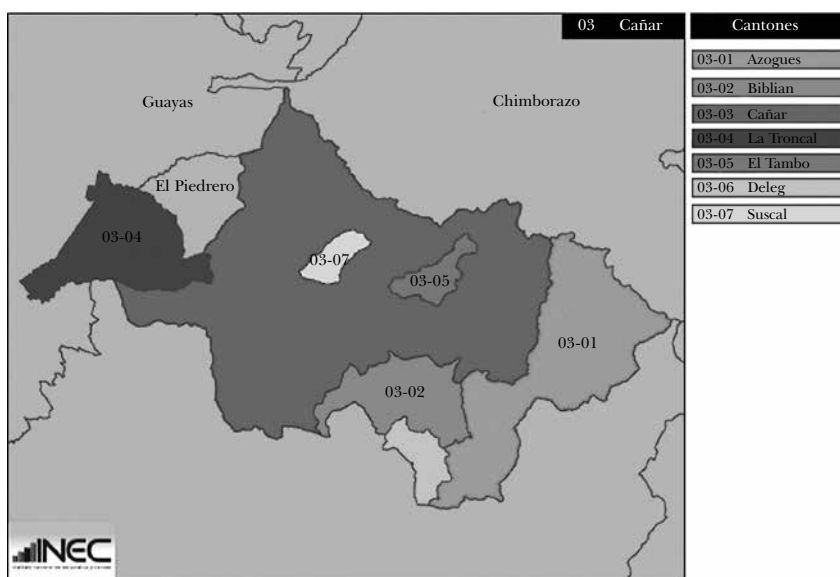 03 Cañar
Cantones
03-01 Azogues
03-02 Biblian
03-03 Cañar
03-04 La Troncal
03-05 El Tambo
03-06 Deleg
03-07 Suscal
Guayas
Chimborazo
El Piedrero
03-04
03-07
03-05
03-01
03-02
INEC